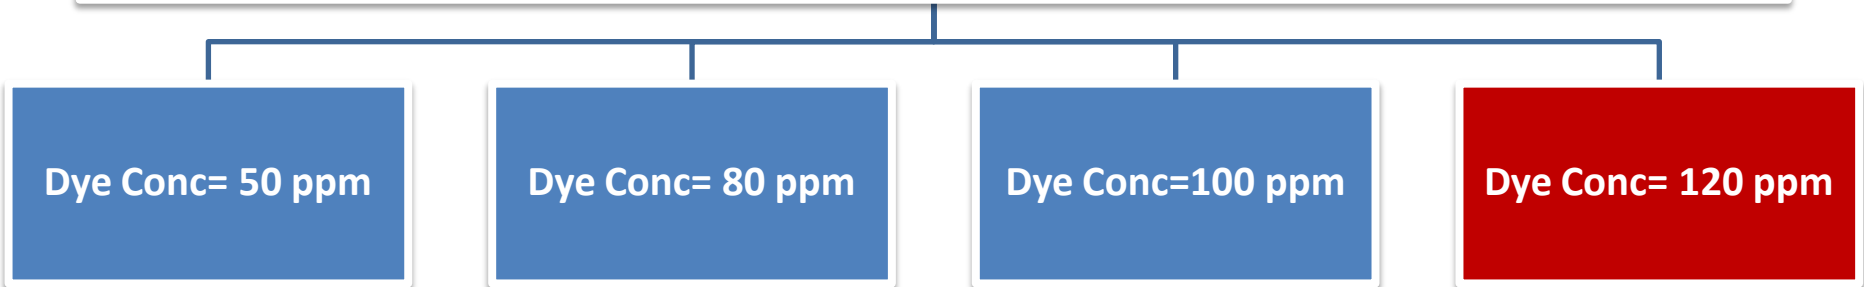 Dye Conc= 50 ppm
Dye Conc= 80 ppm
Dye Conc=100 ppm
Dye Conc= 120 ppm